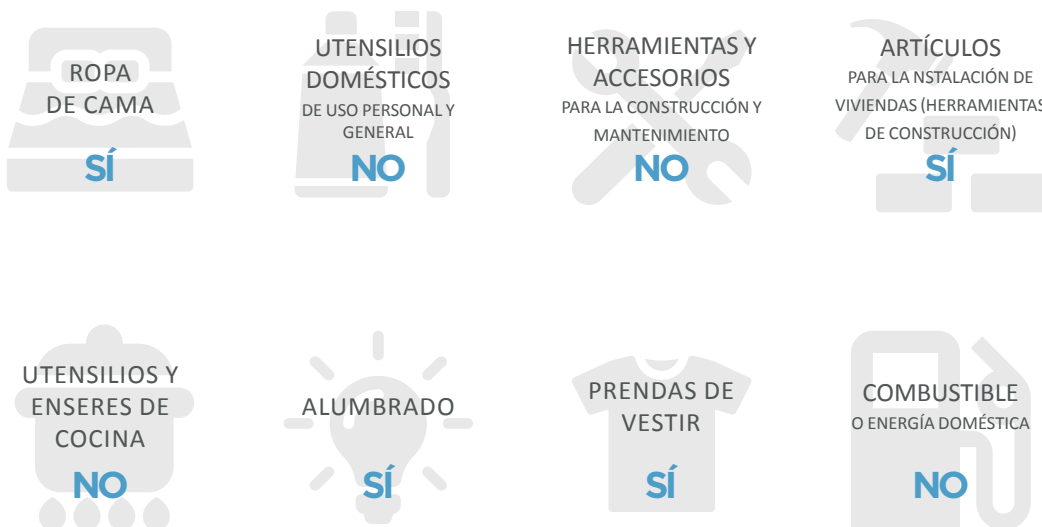 ROPA
DE CAMA
SÍ
UTENSILIOS
DOMÉSTICOS
DE USO PERSONAL Y
GENERAL
NO
HERRAMIENTAS Y
ACCESORIOS
PARA LA CONSTRUCCIÓN Y
MANTENIMIENTO
NO
ARTÍCULOS
PARA LA NSTALACIÓN DE
VIVIENDAS (HERRAMIENTAS
DE CONSTRUCCIÓN)
SÍ
UTENSILIOS Y
ENSERES DE
COCINA
NO
ALUMBRADO
SÍ
PRENDAS DE
VESTIR
SÍ
COMBUSTIBLE
O ENERGÍA DOMÉSTICA
NO